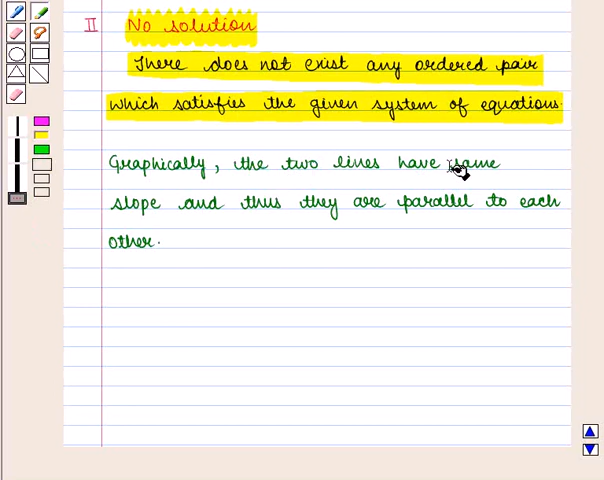 II No solution
There does not exist any ordered pair
which satisfies the given system of equations.
Graphically, the two lines have same
slope and thus they are parallel to each
other.